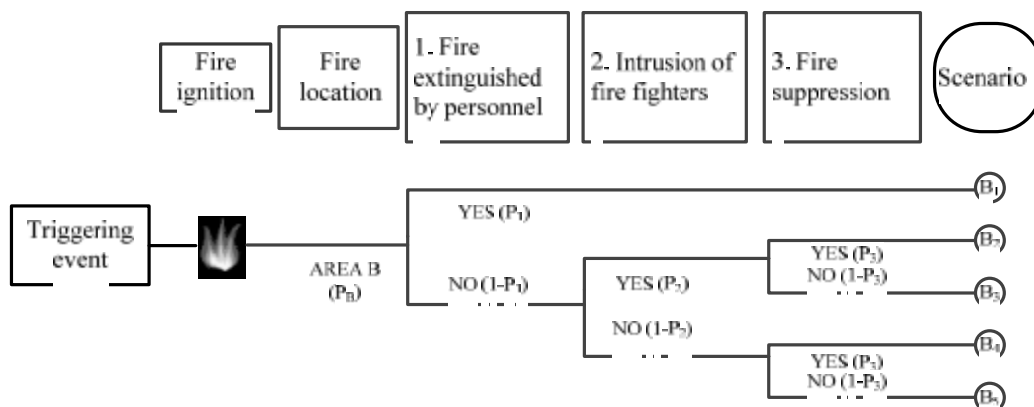 Fire
ignition
Fire
location
1. Fire
extinguished
by personnel
2. Intrusion of
fire fighters
3. Fire
suppression
Scenario
Triggering
event
AREA B
(P_B)
YES (P₁)
NO (1-P₁)
YES (P₂)
NO (1-P₂)
YES (P₃)
NO (1-P₃)
YES (P₃)
NO (1-P₃)
B₁
B₂
B₃
B₄
B₅